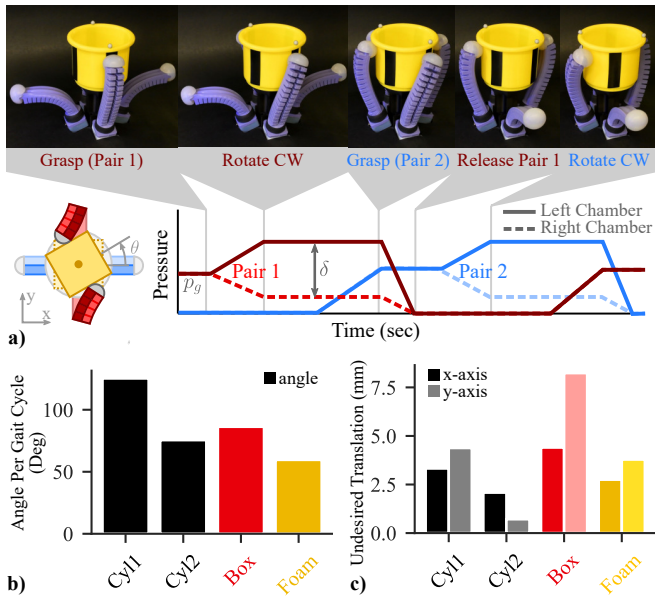 Grasp (Pair 1) Rotate CW Grasp (Pair 2) Release Pair 1 Rotate CW
θ
y
x
a)
Pressure
p_g
Pair 1
δ
Pair 2
Left Chamber
Right Chamber
Time (sec)
Angle Per Gait Cycle
(Deg)
100
50
0
angle
Cyl1 Cyl2 Box Foam
b)
Undesired Translation (mm)
7.5
5.0
2.5
0.0
x-axis
y-axis
Cyl1 Cyl2 Box Foam
c)